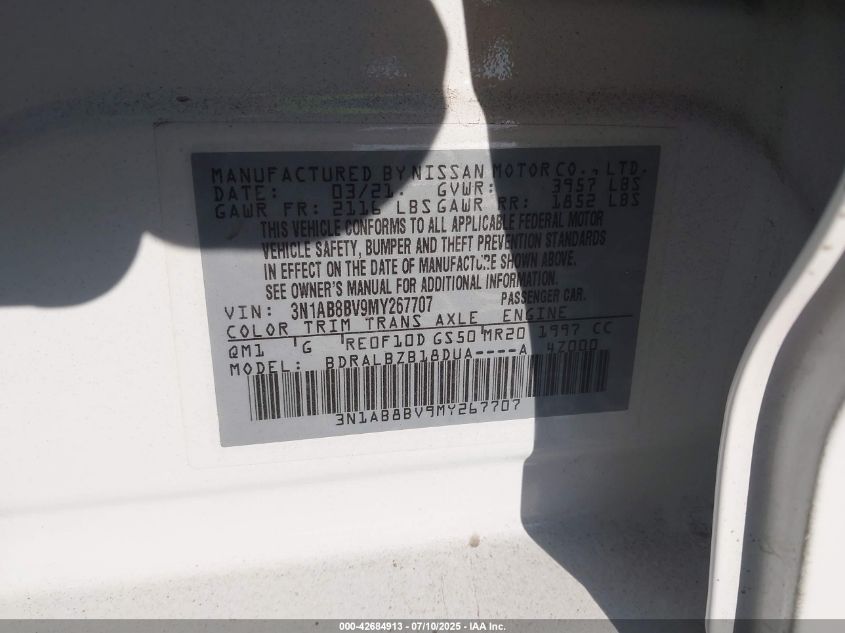 MANUFACTURED BY NISSAN MOTOR CO., LTD.
DATE: 03/21. GVWR: 3957 LBS
GAWR FR: 2116 LBS GAWR RR: 1852 LBS
THIS VEHICLE CONFORMS TO ALL APPLICABLE FEDERAL MOTOR
VEHICLE SAFETY, BUMPER AND THEFT PREVENTION STANDARDS
IN EFFECT ON THE DATE OF MANUFACTURE SHOWN ABOVE.
SEE OWNER'S MANUAL FOR ADDITIONAL INFORMATION.
VIN: 3N1AB8BV9MY267707 PASSENGER CAR.
COLOR TRIM TRANS AXLE ENGINE
QM1 G RE0F10D GS50 MR20 1997 CC
MODEL: BDRALBZB18DUA----A 4Z000
3N1AB8BV9MY267707
000-42684913 - 07/10/2025 - IAA Inc.